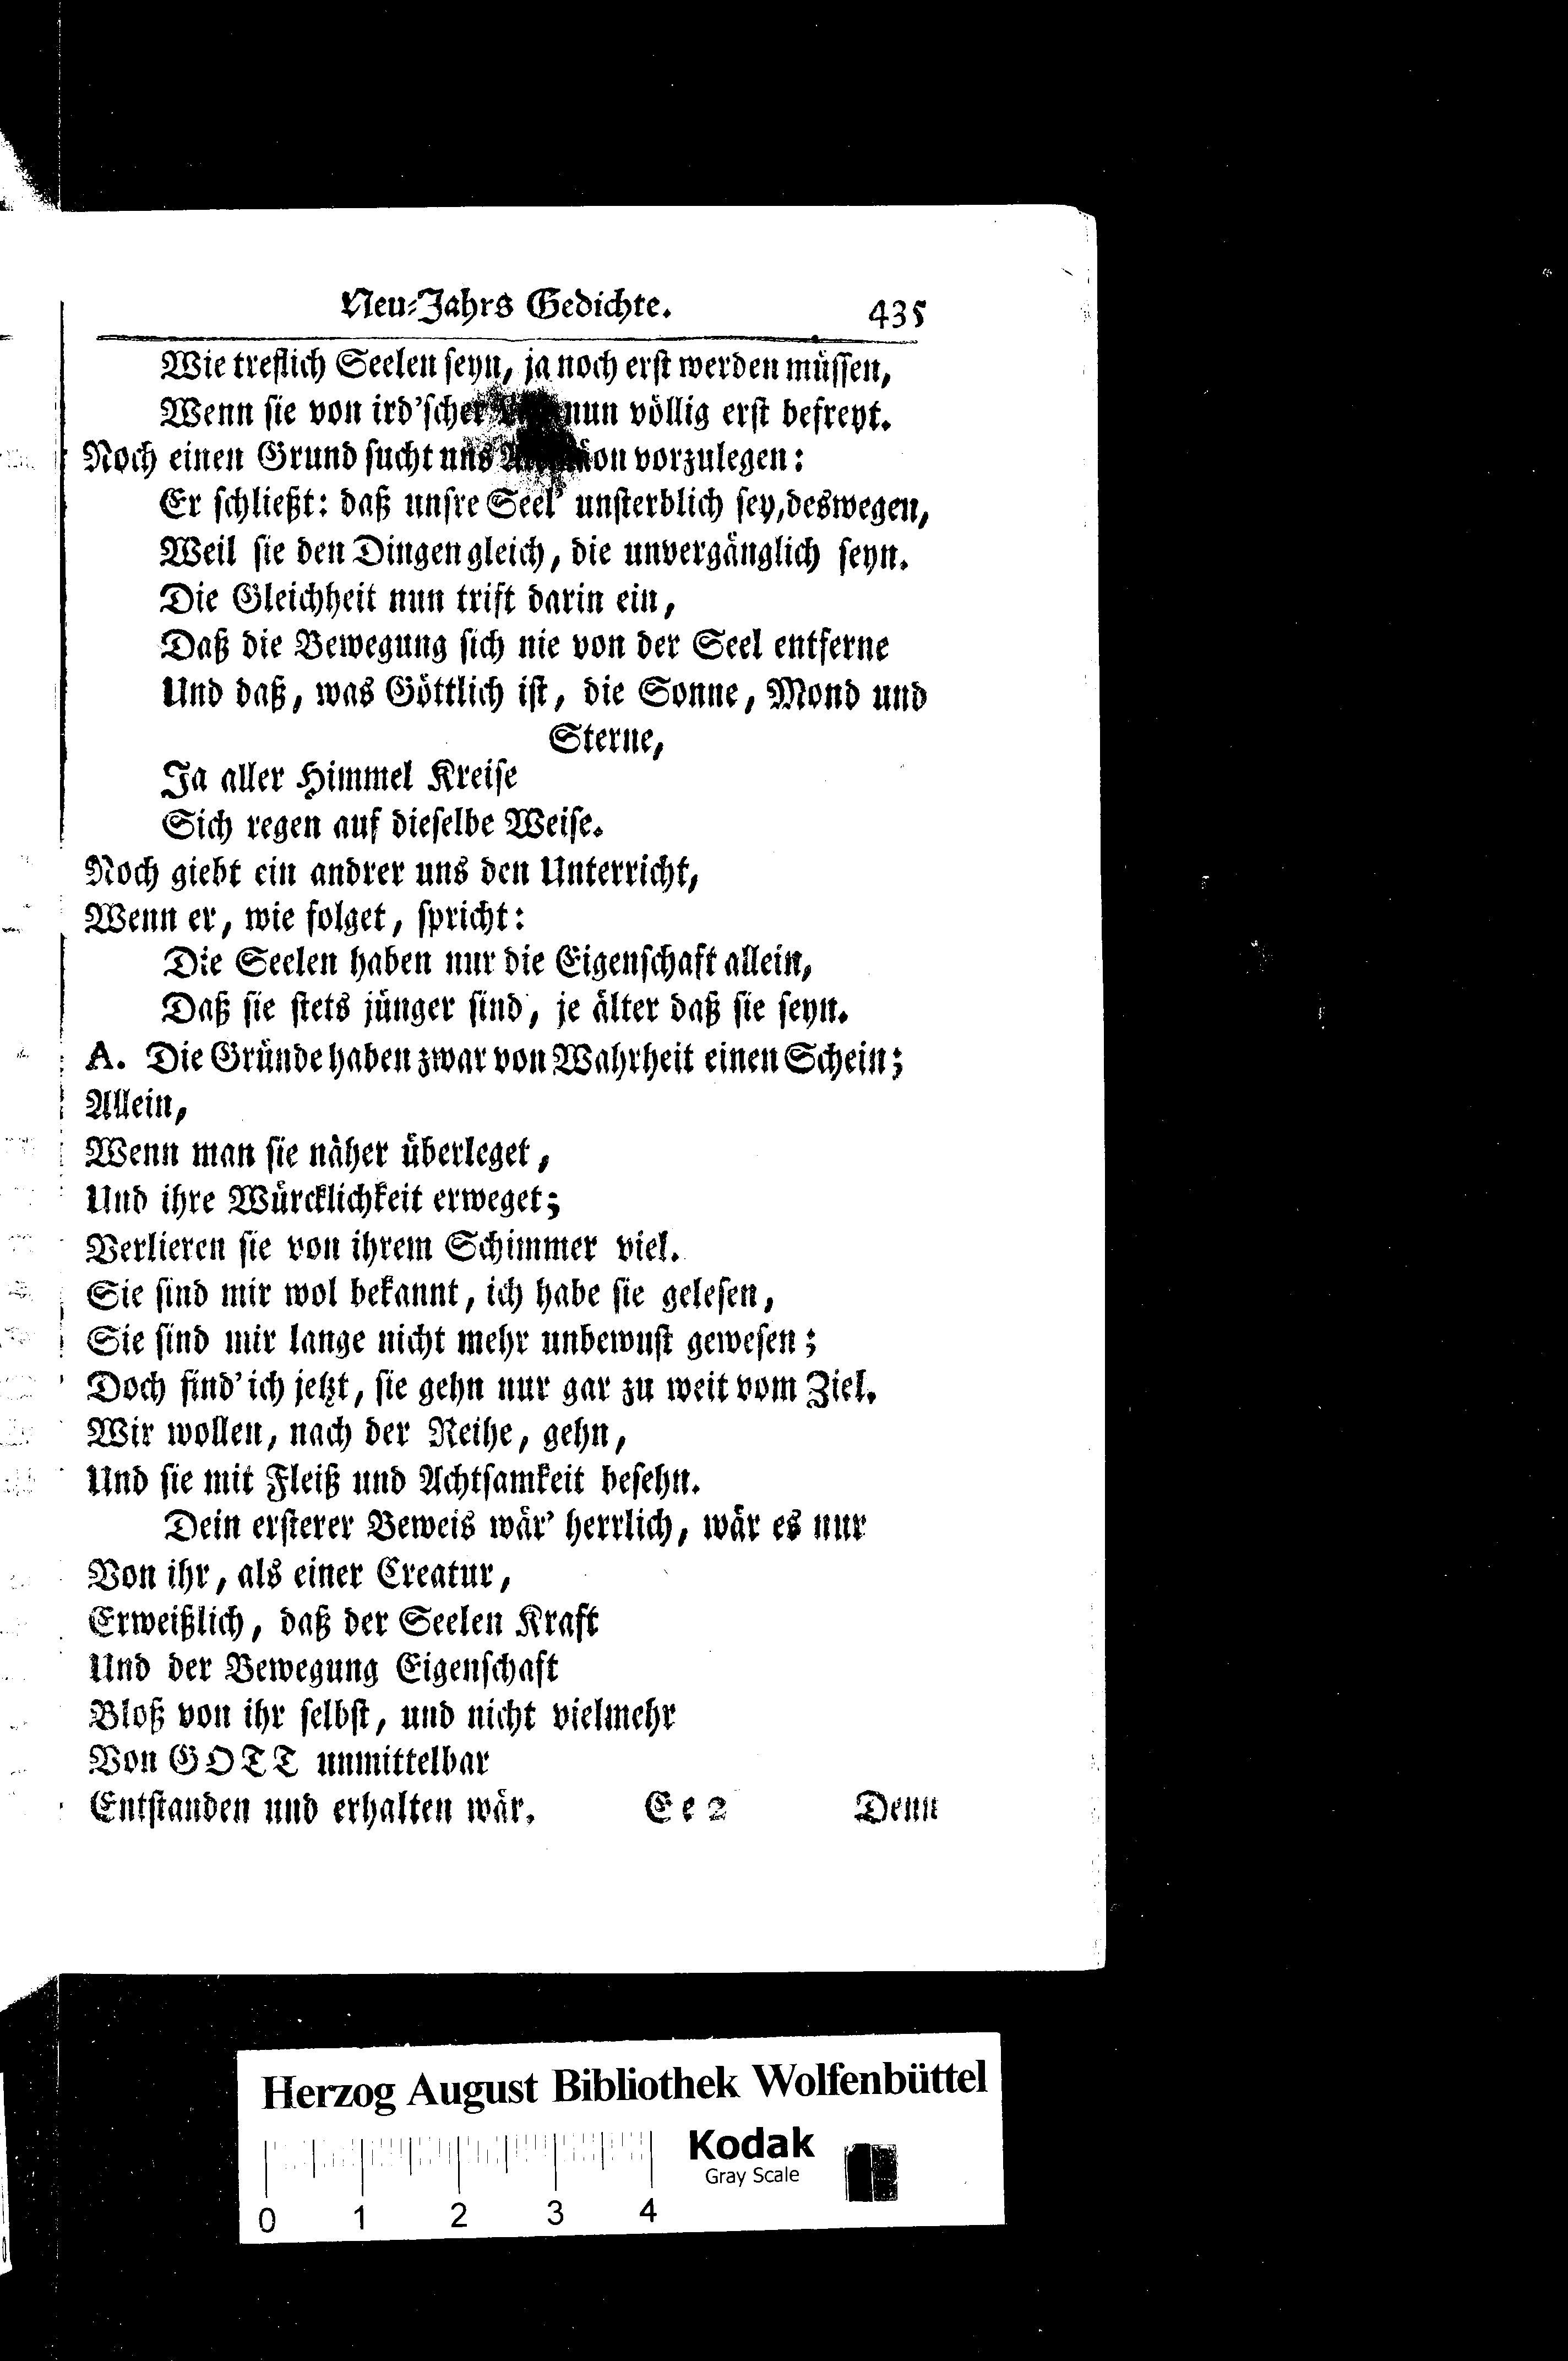 Neu-Jahrs Gedichte. 435
Wie treflich Seelen seyn, ja noch erst werden müssen,
Wenn sie von ird'scher nun völlig erst befreyt.
Noch einen Grund sucht uns vorzulegen:
Er schließt: daß unsre Seel' unsterblich sey, deswegen,
Weil sie den Dingen gleich, die unvergänglich seyn.
Die Gleichheit nun trift darin ein,
Daß die Bewegung sich nie von der Seel entferne
Und daß, was Göttlich ist, die Sonne, Mond und
Sterne,
Ja aller Himmel Kreise
Sich regen auf dieselbe Weise.
Noch giebt ein andrer uns den Unterricht,
Wenn er, wie folget, spricht:
Die Seelen haben nur die Eigenschaft allein,
Daß sie stets jünger sind, je älter daß sie seyn.
A. Die Gründe haben zwar von Wahrheit einen Schein;
Allein,
Wenn man sie näher überleget,
Und ihre Würcklichkeit erweget;
Verlieren sie von ihrem Schimmer viel.
Sie sind mir wol bekannt, ich habe sie gelesen,
Sie sind mir lange nicht mehr unbewust gewesen;
Doch find' ich jetzt, sie gehn nur gar zu weit vom Ziel.
Wir wollen, nach der Reihe, gehn,
Und sie mit Fleiß und Achtsamkeit besehn.
Dein ersterer Beweis wär' herrlich, wär es nur
Von ihr, als einer Creatur,
Erweißlich, daß der Seelen Kraft
Und der Bewegung Eigenschaft
Bloß von ihr selbst, und nicht vielmehr
Von GOTT unmittelbar
Entstanden und erhalten wär. Ee 2 Denn
Herzog August Bibliothek Wolfenbüttel
Kodak
Gray Scale
0 1 2 3 4